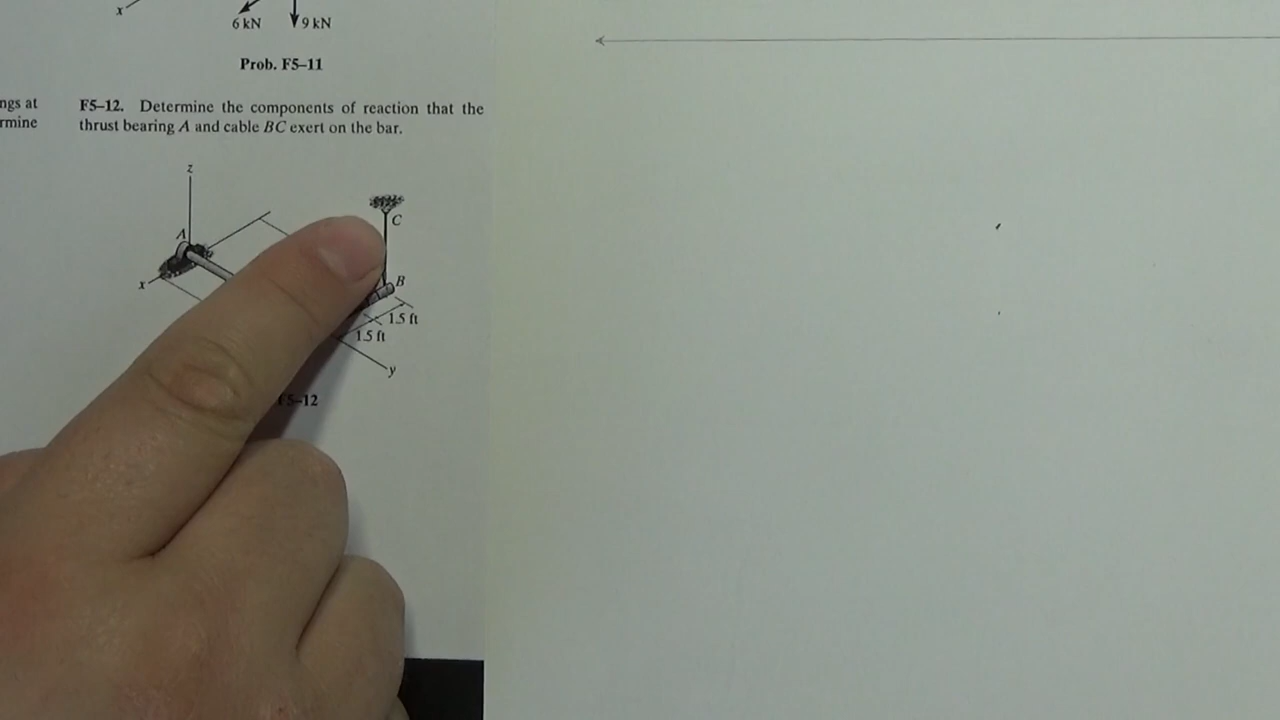 x
6 kN
9 kN
Prob. F5–11
ngs at
rmine
F5–12. Determine the components of reaction that the
thrust bearing A and cable BC exert on the bar.
z
C
A
B
x
1.5 ft
1.5 ft
y
F5–12